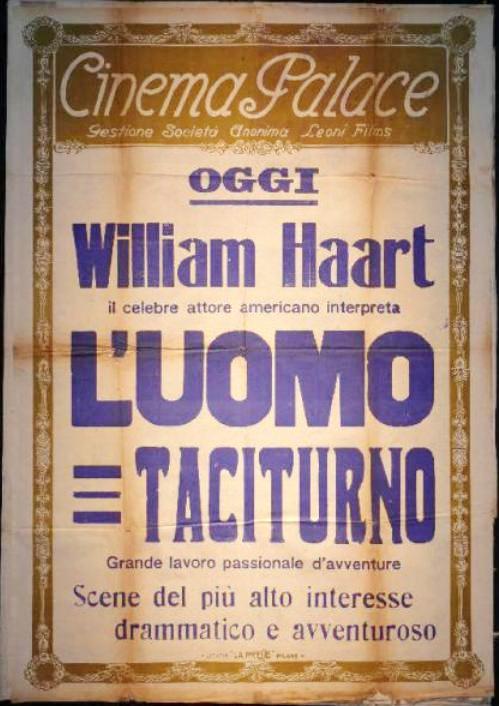 Cinema Palace
Gestione Società Anonima Leoni Films
OGGI
William Haart
il celebre attore americano interpreta
L'UOMO
= TACITURNO
Grande lavoro passionale d'avventure
Scene del più alto interesse
drammatico e avventuroso
MILANO